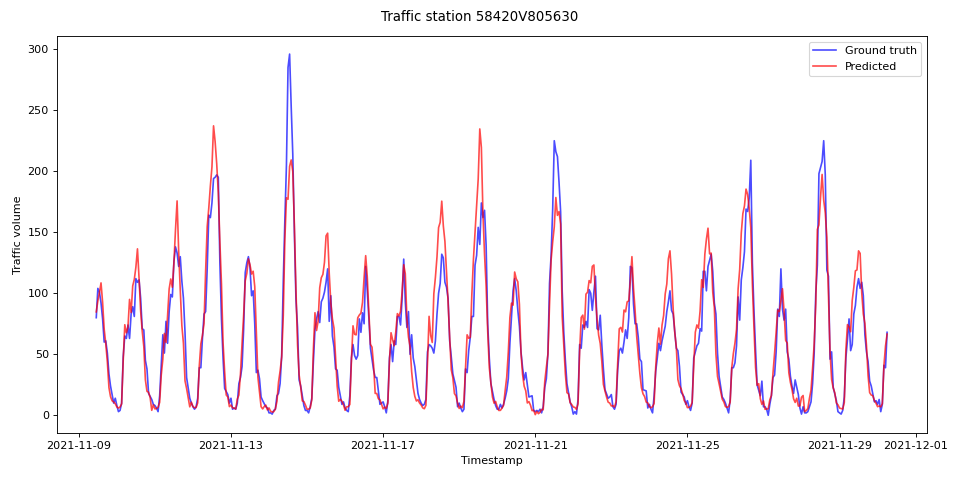 Traffic station 58420V805630
Ground truth
Predicted
300
250
200
150
100
50
0
Traffic volume
2021-11-09
2021-11-13
2021-11-17
2021-11-21
2021-11-25
2021-11-29
2021-12-01
Timestamp